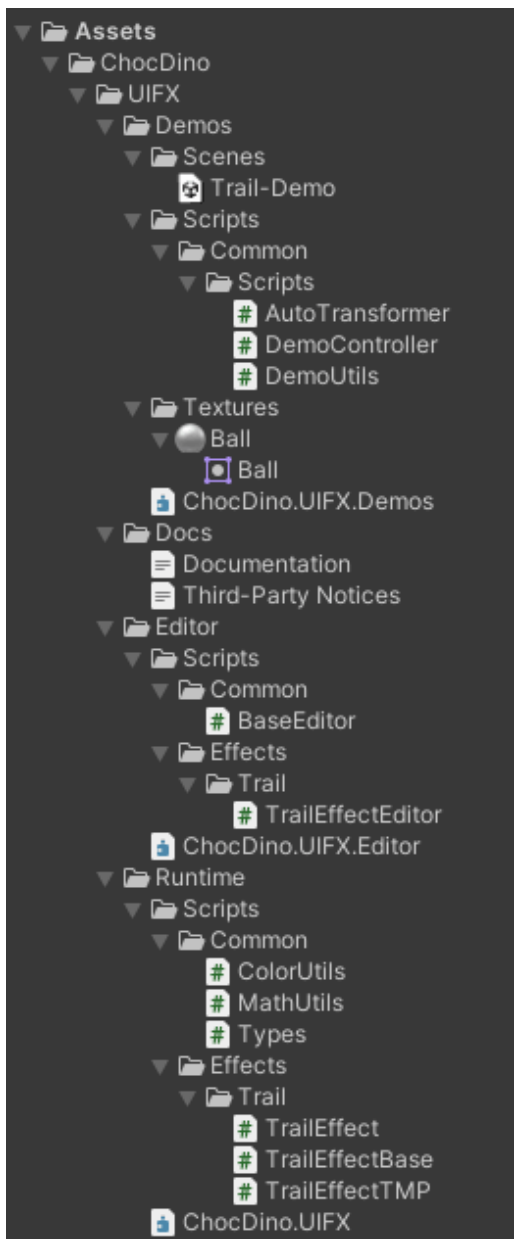 Assets
ChocDino
UIFX
Demos
Scenes
Trail-Demo
Scripts
Common
Scripts
AutoTransformer
DemoController
DemoUtils
Textures
Ball
Ball
ChocDino.UIFX.Demos
Docs
Documentation
Third-Party Notices
Editor
Scripts
Common
BaseEditor
Effects
Trail
TrailEffectEditor
ChocDino.UIFX.Editor
Runtime
Scripts
Common
ColorUtils
MathUtils
Types
Effects
Trail
TrailEffect
TrailEffectBase
TrailEffectTMP
ChocDino.UIFX